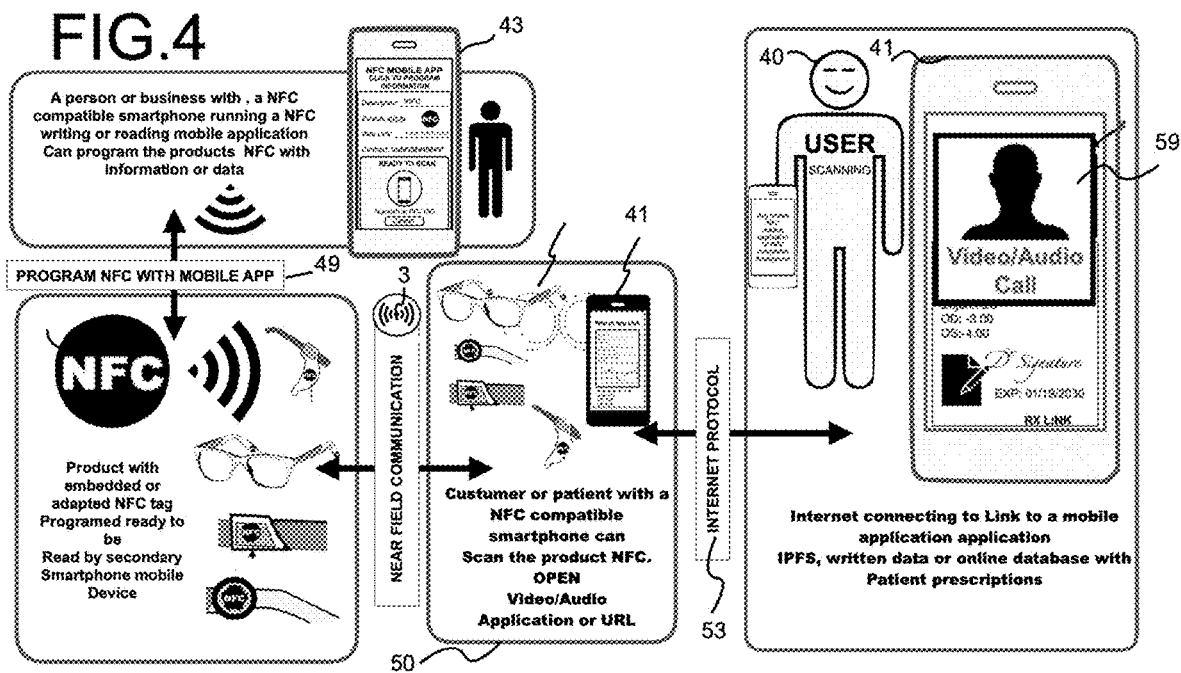 FIG.4
43
A person or business with , a NFC
compatible smartphone running a NFC
writing or reading mobile application
Can program the products NFC with
information or data
NFC MOBILE APP
CLICK TO PROGRAM
INFORMATION
READY TO SCAN
PROGRAM NFC WITH MOBILE APP
49
NFC
Product with
embedded or
adapted NFC tag
Programed ready to
be
Read by secondary
Smartphone mobile
Device
3
NEAR FIELD COMMUNICATION
41
Custumer or patient with a
NFC compatible
smartphone can
Scan the product NFC.
OPEN
Video/Audio
Application or URL
50
INTERNET PROTOCOL
53
40
USER
SCANNING
41
59
Video/Audio
Call
OD: -3.00
OS:-4.00
Signature
EXP: 01/19/2030
RX LINK
Internet connecting to Link to a mobile
application application
IPFS, written data or online database with
Patient prescriptions